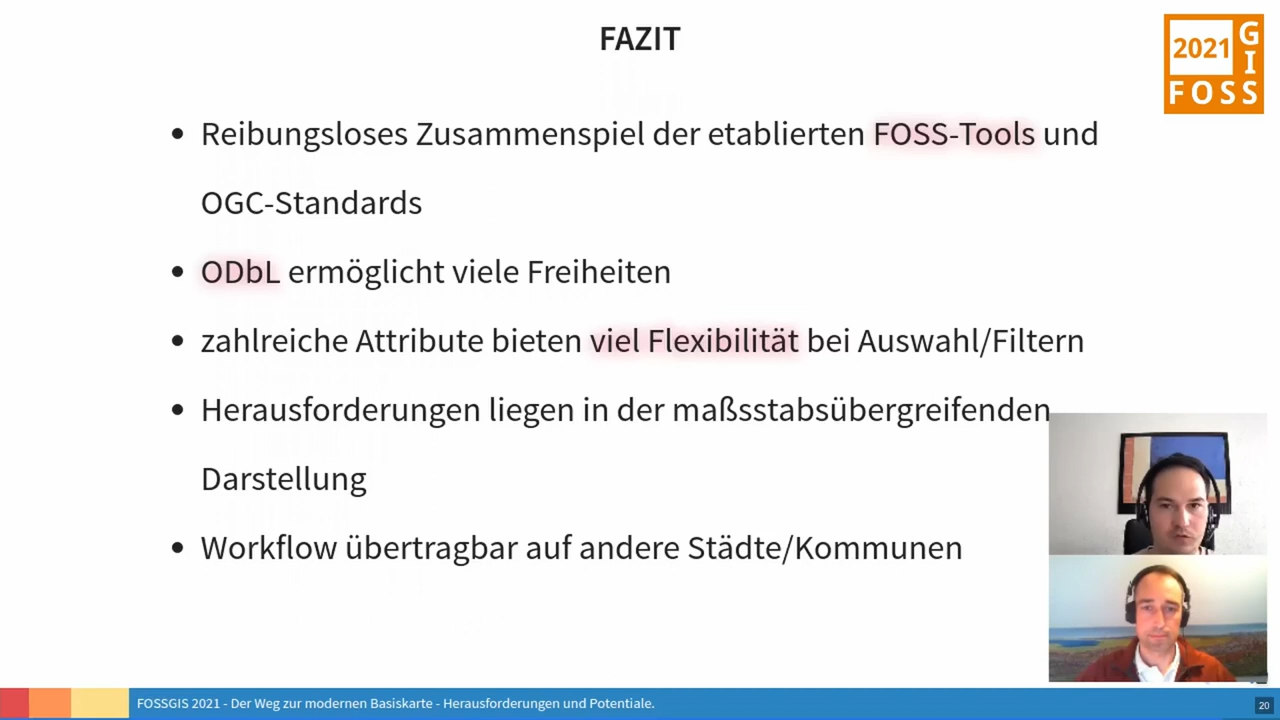 FAZIT
2021 G
I
FOSS
Reibungsloses Zusammenspiel der etablierten FOSS-Tools und
OGC-Standards
ODbL ermöglicht viele Freiheiten
zahlreiche Attribute bieten viel Flexibilität bei Auswahl/Filtern
Herausforderungen liegen in der maßsstabsübergreifenden
Darstellung
Workflow übertragbar auf andere Städte/Kommunen
FOSSGIS 2021 - Der Weg zur modernen Basiskarte - Herausforderungen und Potentiale.
20